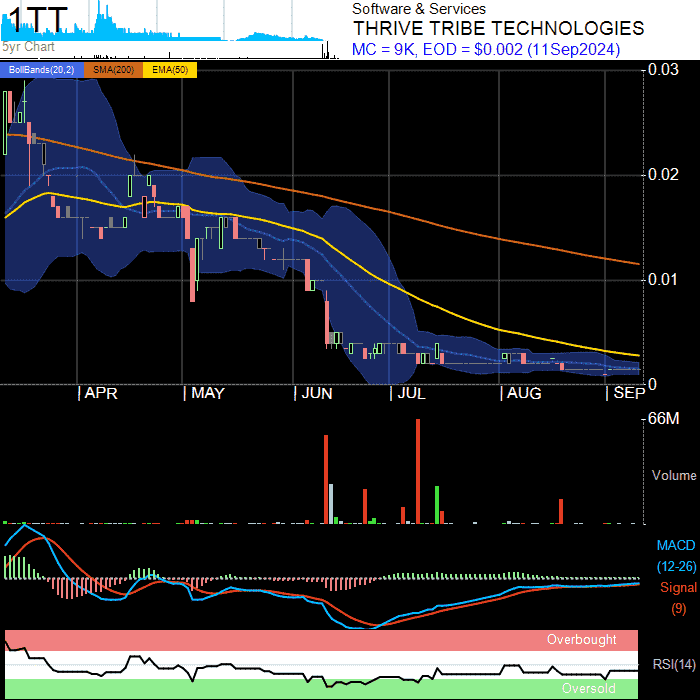 1TT
5yr Chart
Software & Services
THRIVE TRIBE TECHNOLOGIES
MC = 9K, EOD = $0.002 (11Sep2024)
BollBands(20,2) SMA(200) EMA(50)
0.03
0.02
0.01
0
APR MAY JUN JUL AUG SEP
66M
Volume
MACD
(12-26)
Signal
(9)
Overbought
RSI(14)
Oversold